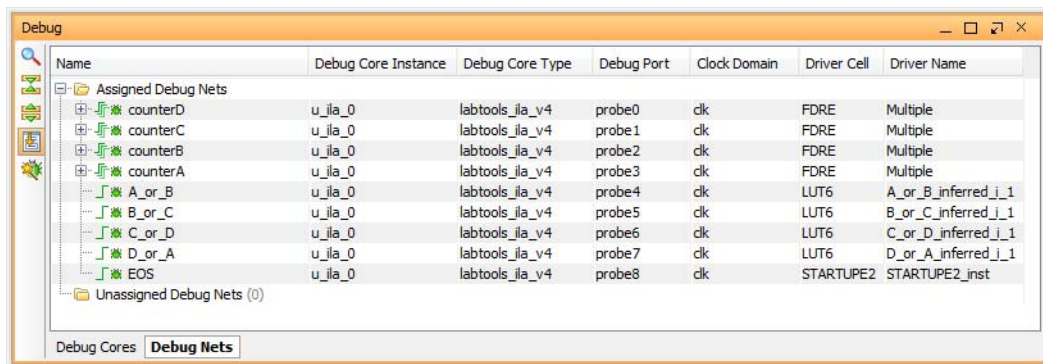 Debug
Name Debug Core Instance Debug Core Type Debug Port Clock Domain Driver Cell Driver Name
Assigned Debug Nets
counterD u_ila_0 labtools_ila_v4 probe0 clk FDRE Multiple
counterC u_ila_0 labtools_ila_v4 probe1 clk FDRE Multiple
counterB u_ila_0 labtools_ila_v4 probe2 clk FDRE Multiple
counterA u_ila_0 labtools_ila_v4 probe3 clk FDRE Multiple
A_or_B u_ila_0 labtools_ila_v4 probe4 clk LUT6 A_or_B_inferred_i_1
B_or_C u_ila_0 labtools_ila_v4 probe5 clk LUT6 B_or_C_inferred_i_1
C_or_D u_ila_0 labtools_ila_v4 probe6 clk LUT6 C_or_D_inferred_i_1
D_or_A u_ila_0 labtools_ila_v4 probe7 clk LUT6 D_or_A_inferred_i_1
EOS u_ila_0 labtools_ila_v4 probe8 clk STARTUPE2 STARTUPE2_inst
Unassigned Debug Nets (0)
Debug Cores Debug Nets